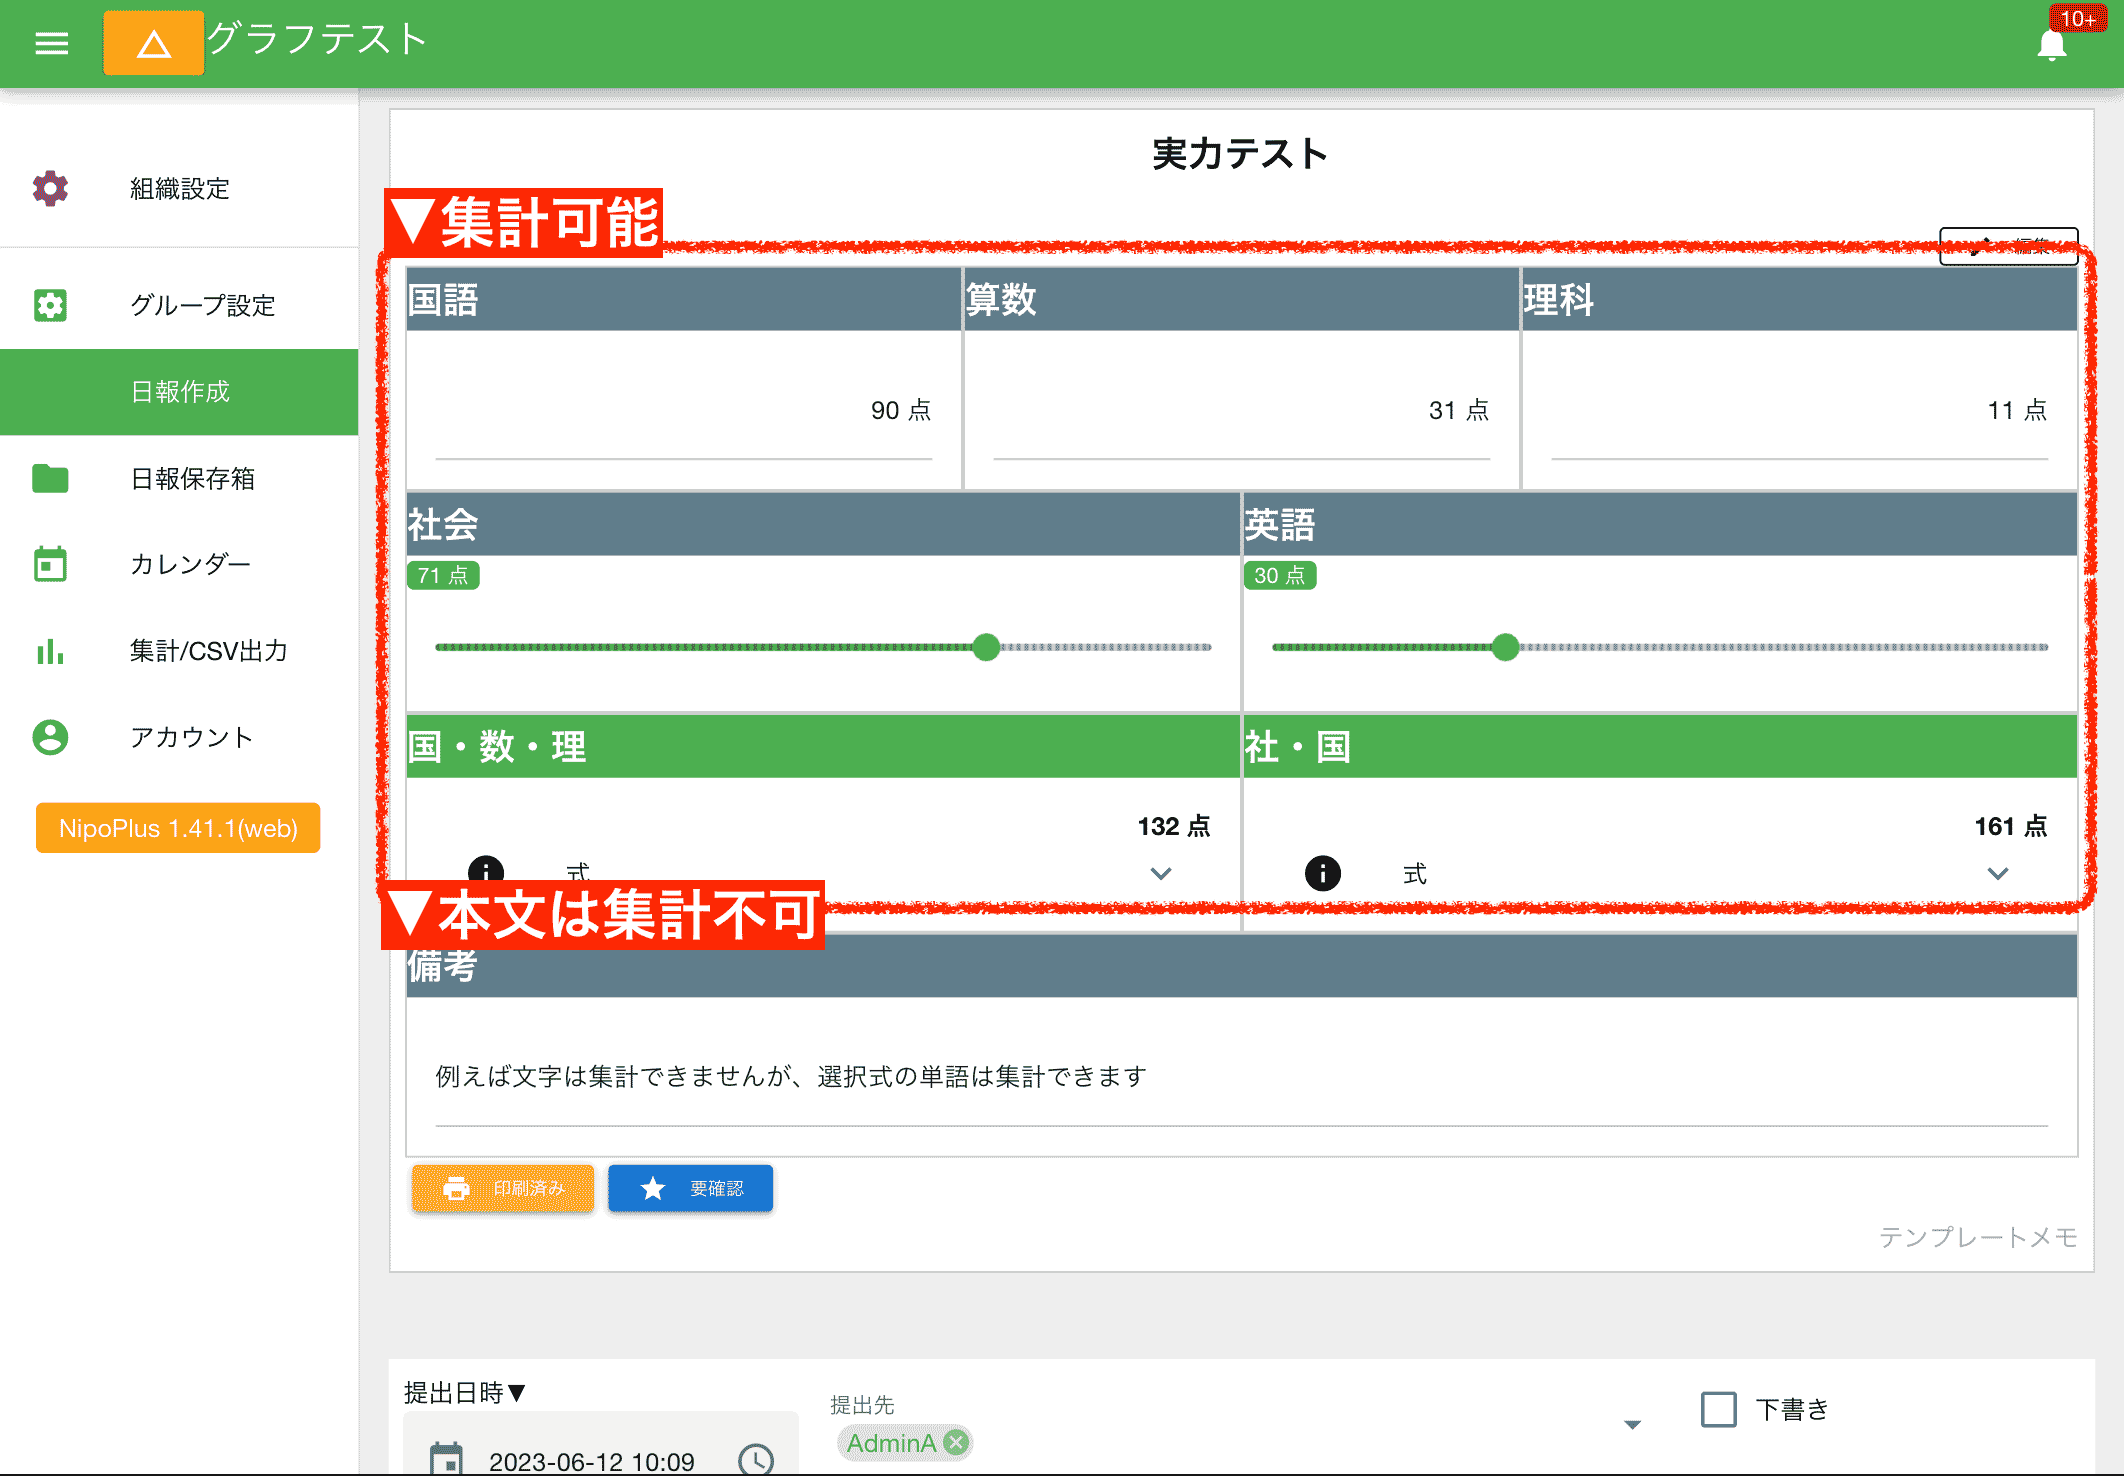 グラフテスト
10+
組織設定
グループ設定
日報作成
日報保存箱
カレンダー
集計/CSV出力
アカウント
NipoPlus 1.41.1(web)
実力テスト
▼集計可能
編集
国語
算数
理科
90 点
31 点
11 点
社会
英語
71 点
30 点
国・数・理
社・国
132 点
161 点
式
式
▼本文は集計不可
備考
例えば文字は集計できませんが、選択式の単語は集計できます
印刷済み
要確認
テンプレートメモ
提出日時▼
提出先
下書き
AdminA
2023-06-12 10:09